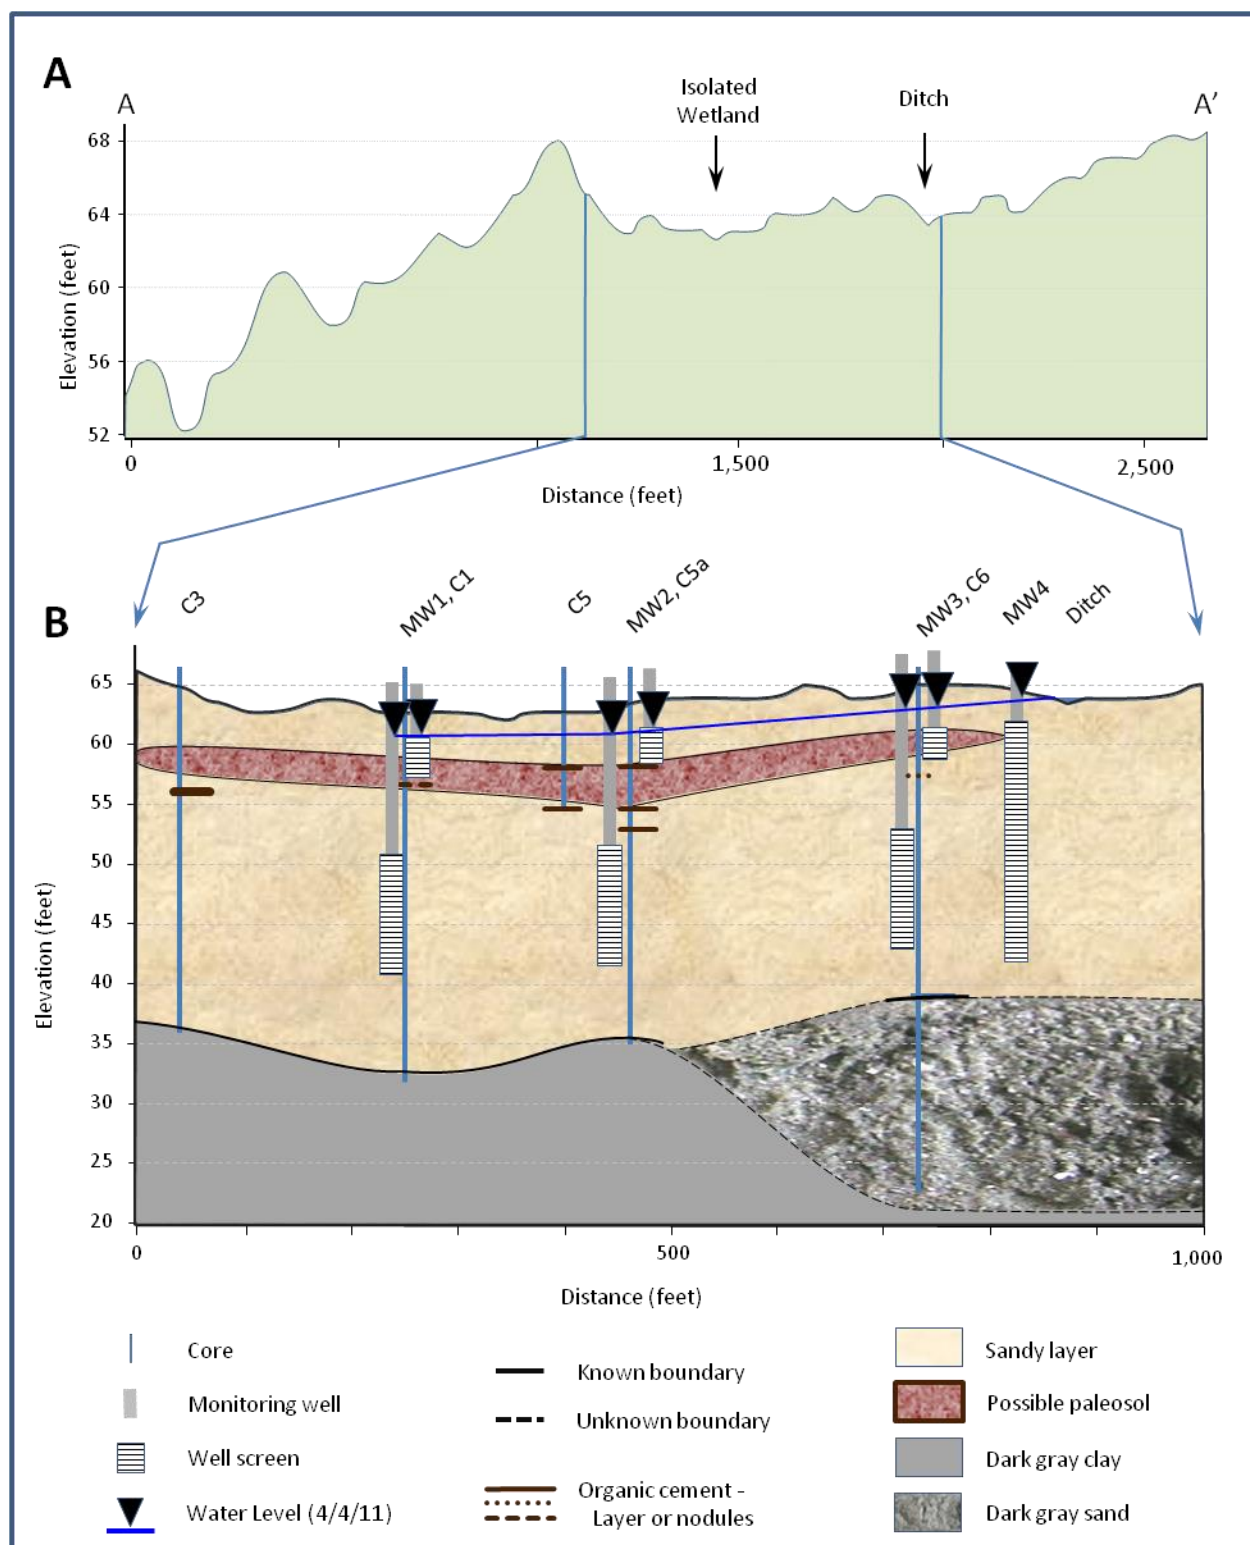 A
A
Isolated
Wetland
Ditch
A’
68
64
60
56
52
Elevation (feet)
0
1,500
2,500
Distance (feet)
B
C3
MW1, C1
C5
MW2, C5a
MW3, C6
MW4
Ditch
65
60
55
50
45
40
35
30
25
20
Elevation (feet)
0
500
1,000
Distance (feet)
Core
Monitoring well
Well screen
Water Level (4/4/11)
Known boundary
Unknown boundary
Organic cement -
Layer or nodules
Sandy layer
Possible paleosol
Dark gray clay
Dark gray sand